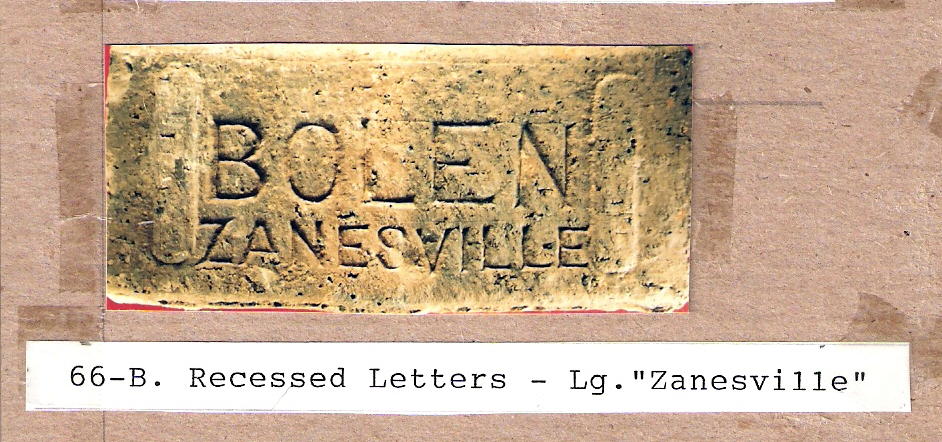 BOLEN
ZANESVILLE
66-B. Recessed Letters - Lg."Zanesville"